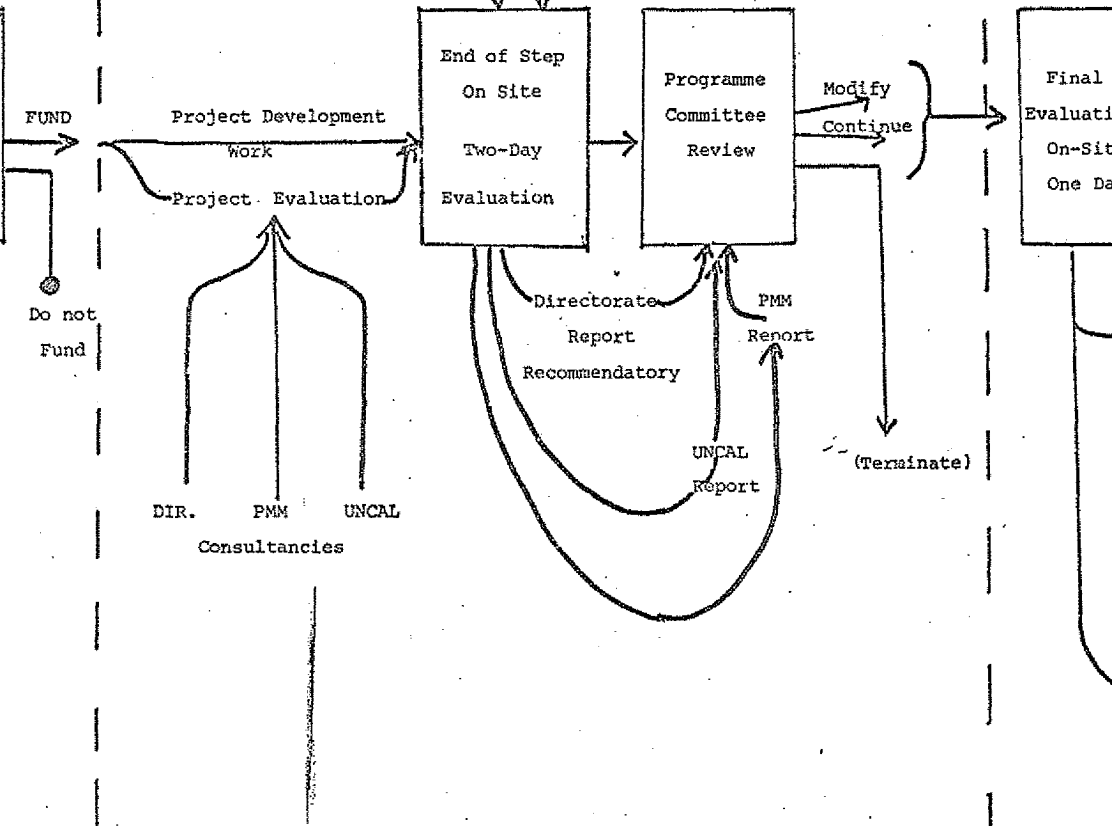 FUND
Do not
Fund
Project Development
Work
Project Evaluation
DIR. PMM UNCAL
Consultancies
End of Step
On Site
Two-Day
Evaluation
Directorate
Report
Recommendatory
UNCAL
Report
PMM
Report
Programme
Committee
Review
Modify
Continue
(Terminate)
Final
Evaluati
On-Sit
One Da